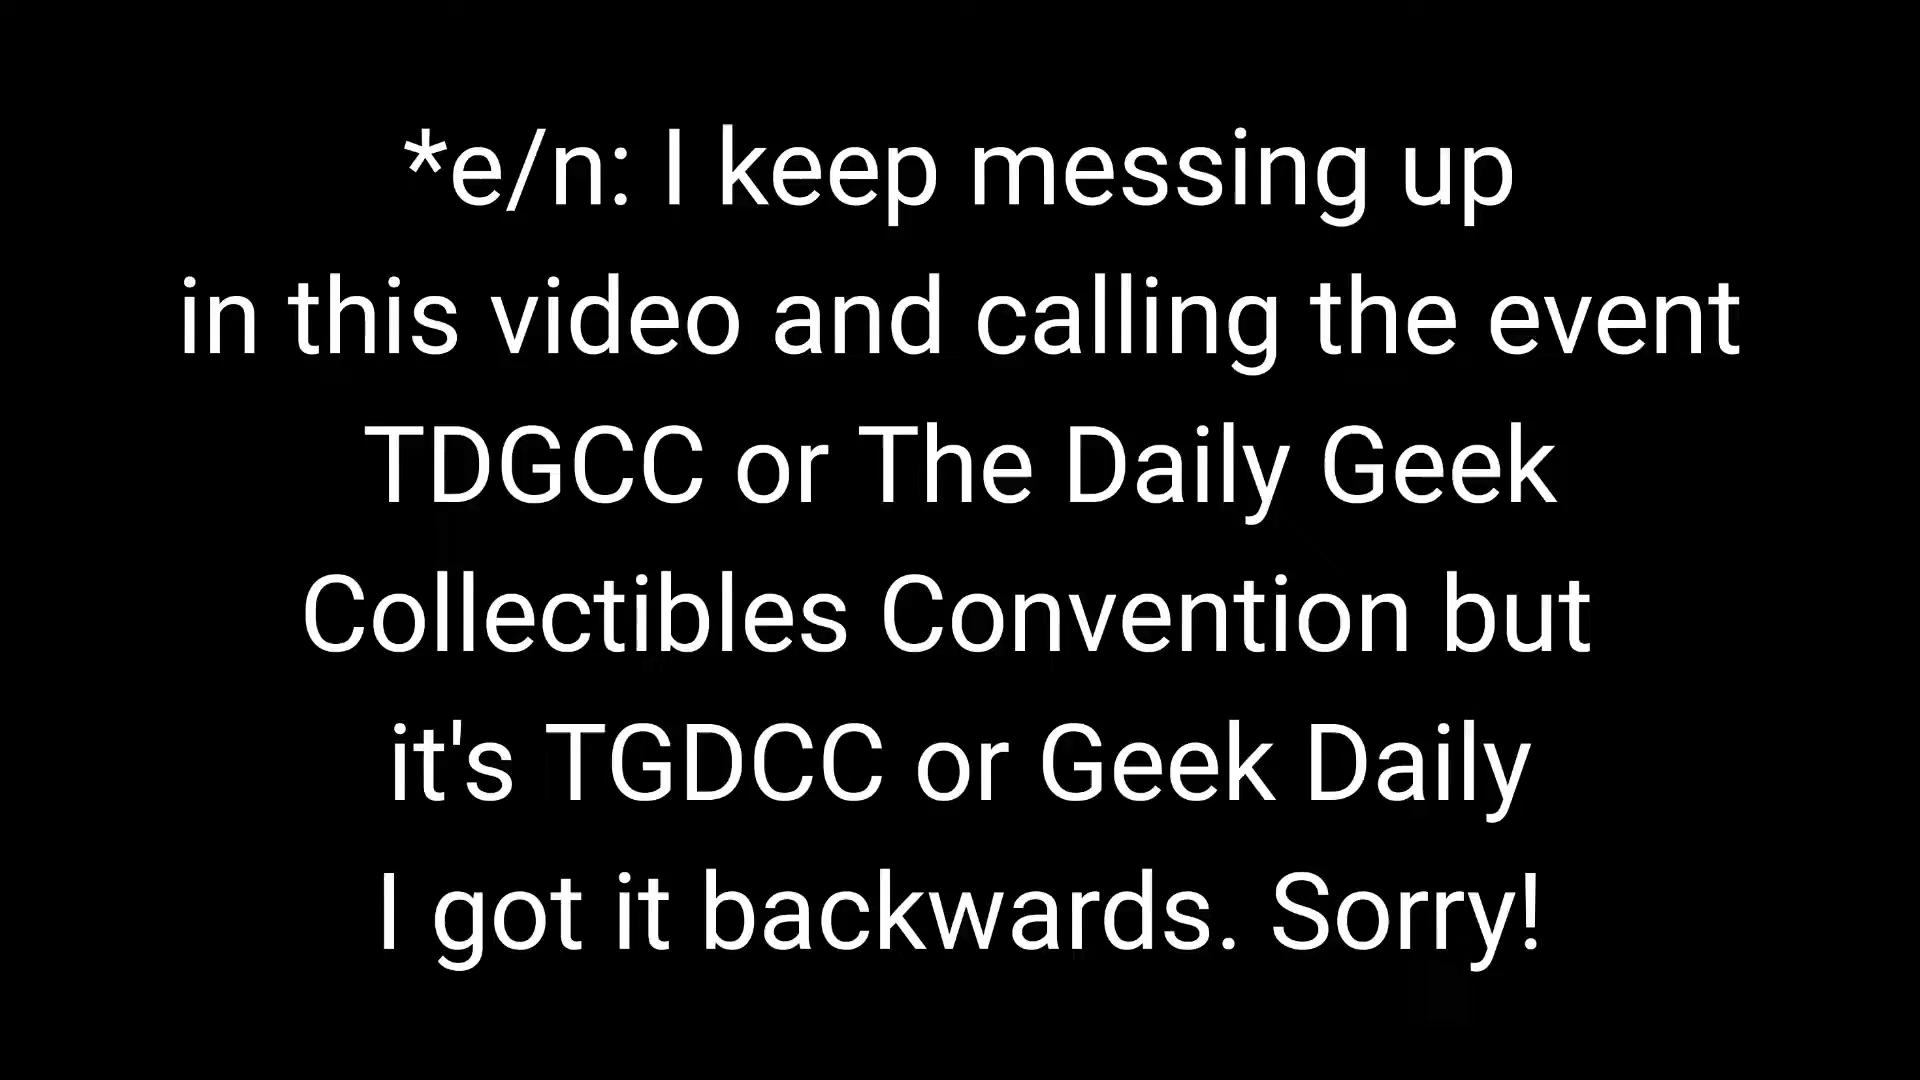 *e/n: I keep messing up
in this video and calling the event
TDGCC or The Daily Geek
Collectibles Convention but
it's TGDCC or Geek Daily
I got it backwards. Sorry!